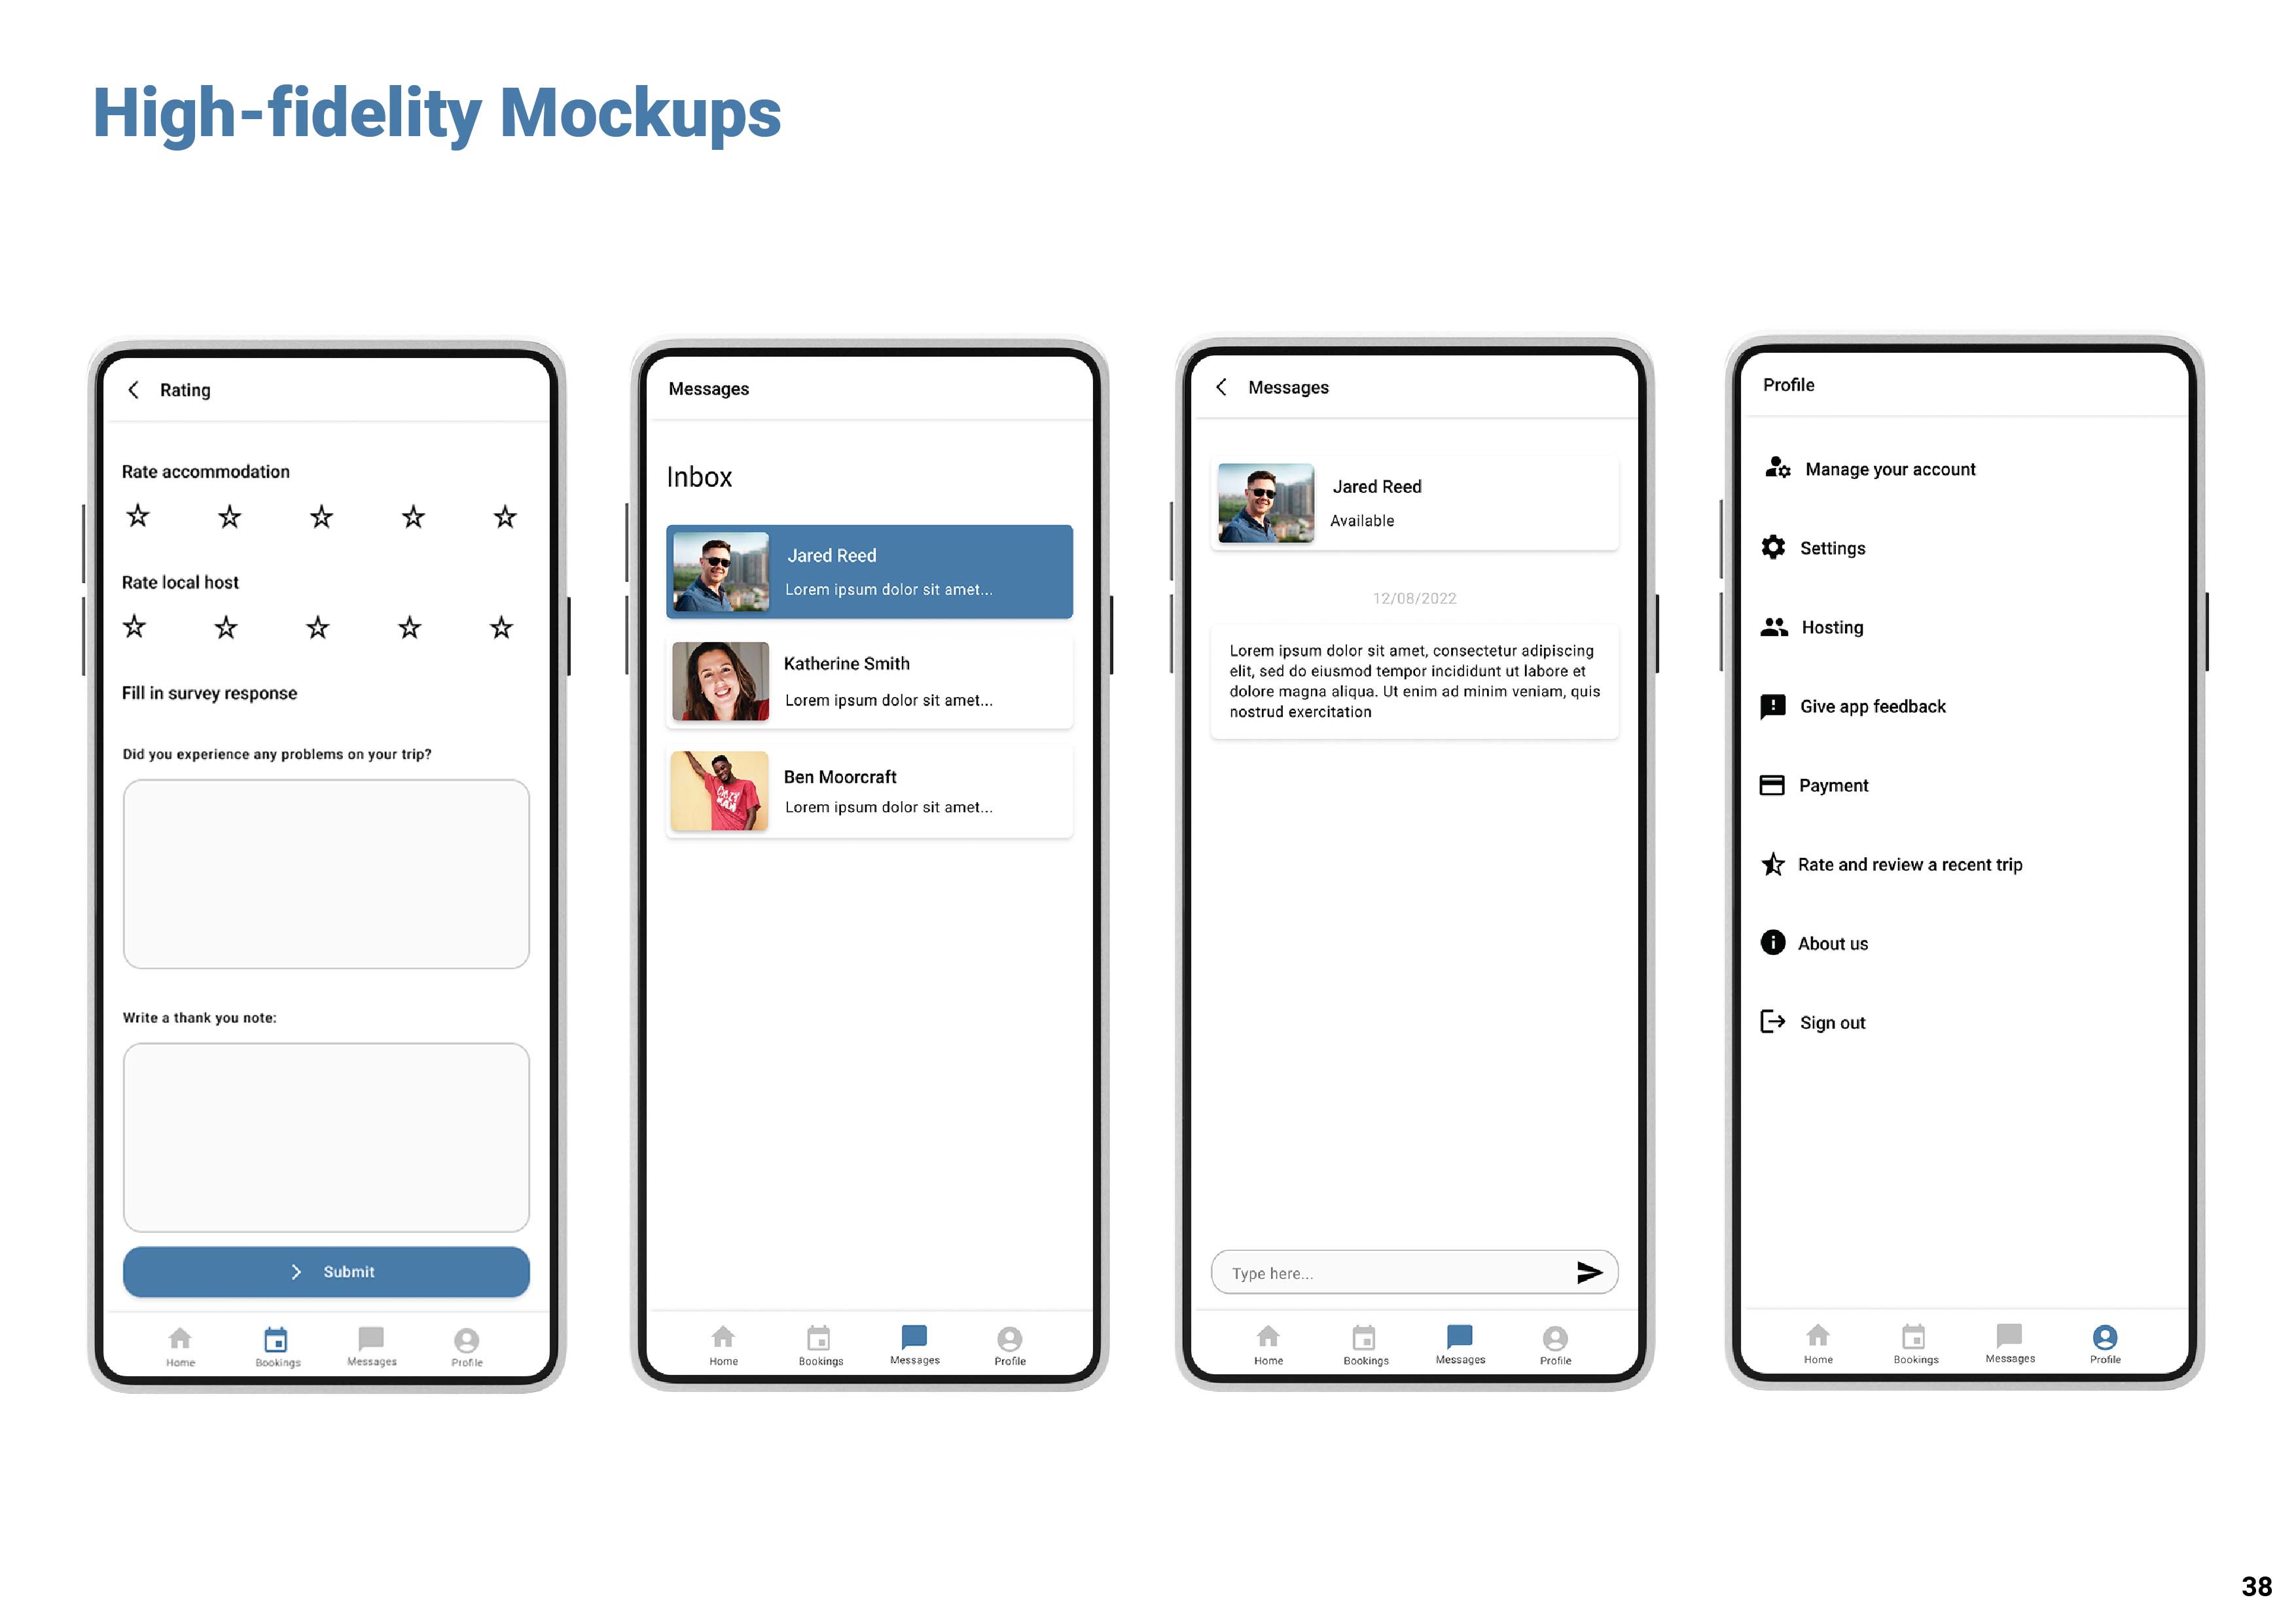 High-fidelity Mockups
Rating
Rate accommodation
Rate local host
Fill in survey response
Did you experience any problems on your trip?
Write a thank you note:
Submit
Home
Bookings
Messages
Profile
Messages
Inbox
Jared Reed
Lorem ipsum dolor sit amet...
Katherine Smith
Lorem ipsum dolor sit amet...
Ben Moorcraft
Lorem ipsum dolor sit amet...
Home
Bookings
Messages
Profile
Messages
Jared Reed
Available
12/08/2022
Lorem ipsum dolor sit amet, consectetur adipiscing
elit, sed do eiusmod tempor incididunt ut labore et
dolore magna aliqua. Ut enim ad minim veniam, quis
nostrud exercitation
Type here...
Home
Bookings
Messages
Profile
Profile
Manage your account
Settings
Hosting
Give app feedback
Payment
Rate and review a recent trip
About us
Sign out
Home
Bookings
Messages
Profile
38